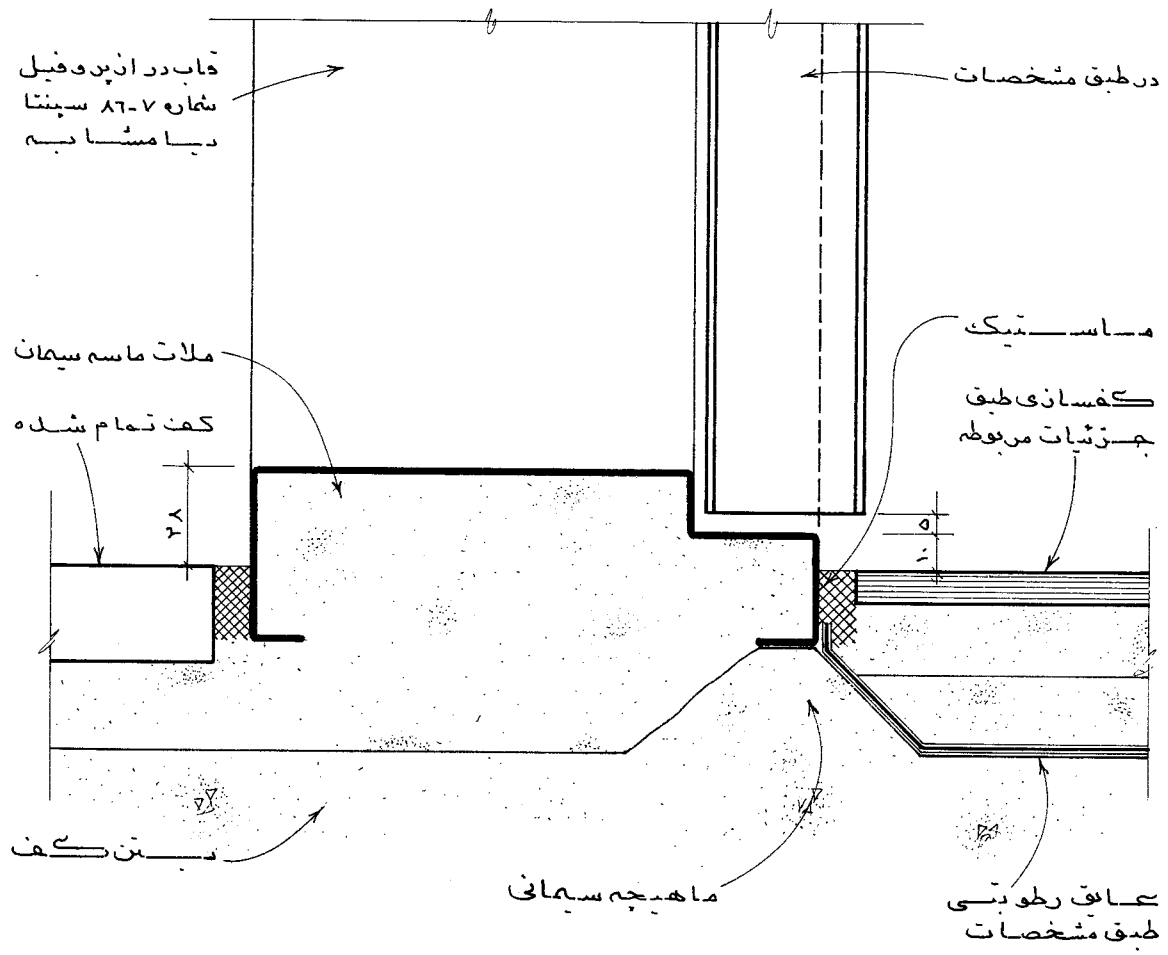 قاب در از پروفیل
شماره ۷-۸۶ سپنتا
و یا مشابه
در طبق مشخصات
ماستیک
ملات ماسه سیمان
کفسازی طبق
جزئیات مربوطه
کف تمام شده
۲۸
۵
۱۰
بتن کف
ماهیچه سیمانی
عایق رطوبتی
طبق مشخصات